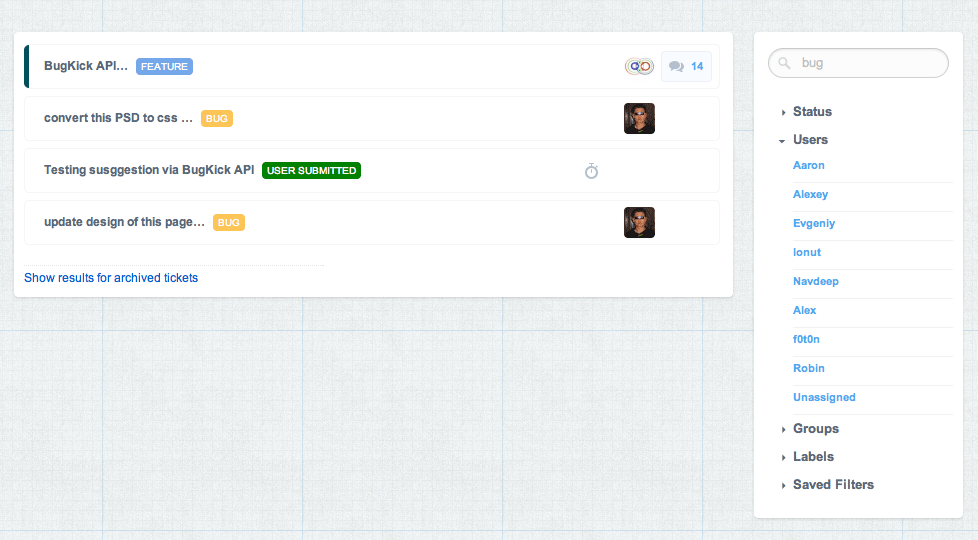 BugKick API... FEATURE 14
convert this PSD to css ... BUG
Testing susggestion via BugKick API USER SUBMITTED
update design of this page... BUG
Show results for archived tickets
bug
Status
Users
Aaron
Alexey
Evgeniy
Ionut
Navdeep
Alex
f0t0n
Robin
Unassigned
Groups
Labels
Saved Filters